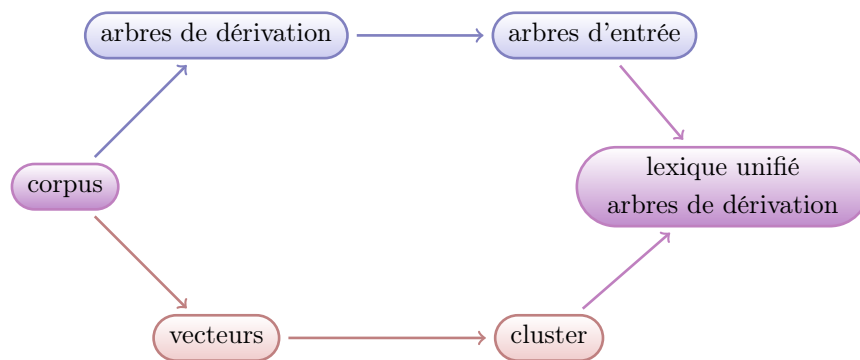 arbres de dérivation
arbres d'entrée
corpus
lexique unifié
arbres de dérivation
vecteurs
cluster